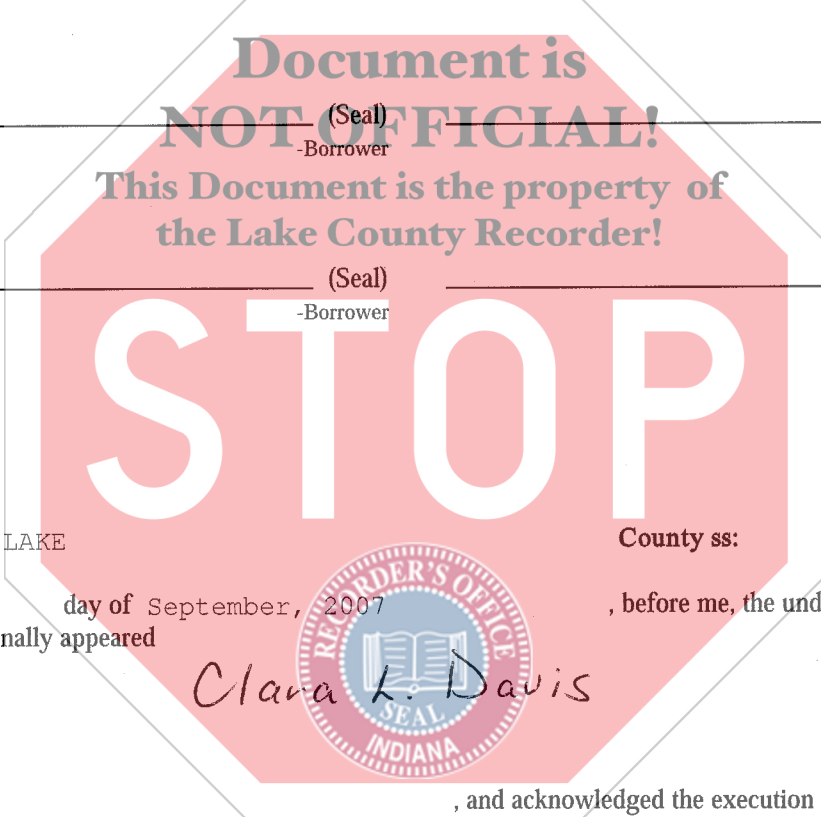 Document is
NOT OFFICIAL!
(Seal)
-Borrower
This Document is the property of
the Lake County Recorder!
(Seal)
-Borrower
STOP
LAKE County ss:
day of September, 2007 , before me, the und
nally appeared
Clara L. Davis
RECORDER'S OFFICE
SEAL
INDIANA
, and acknowledged the execution